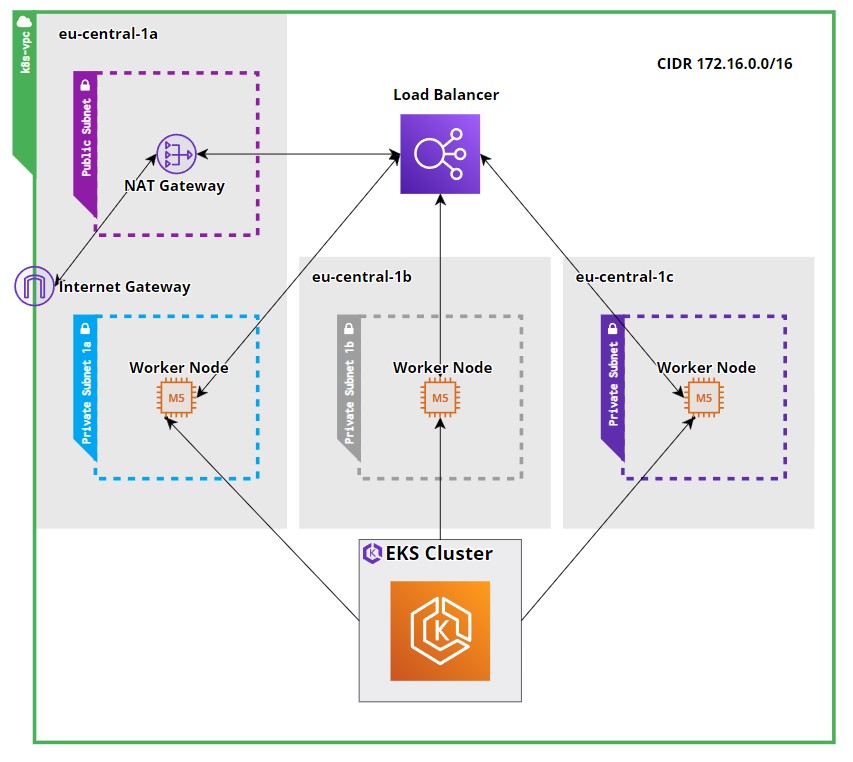 k8s-vpc
eu-central-1a
CIDR 172.16.0.0/16
Load Balancer
Public Subnet
NAT Gateway
Internet Gateway
eu-central-1b
eu-central-1c
Private Subnet 1a
Worker Node
M5
Private Subnet 1b
Worker Node
M5
Private Subnet
Worker Node
M5
K
EKS Cluster
K